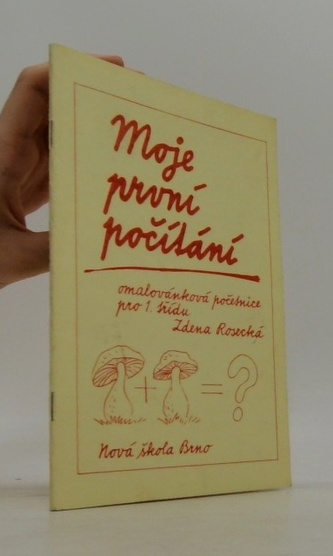 Moje
první
počítání
omalovánková početnice
pro 1. třídu
Zdena Rosecká
+ = ?
Nová škola Brno